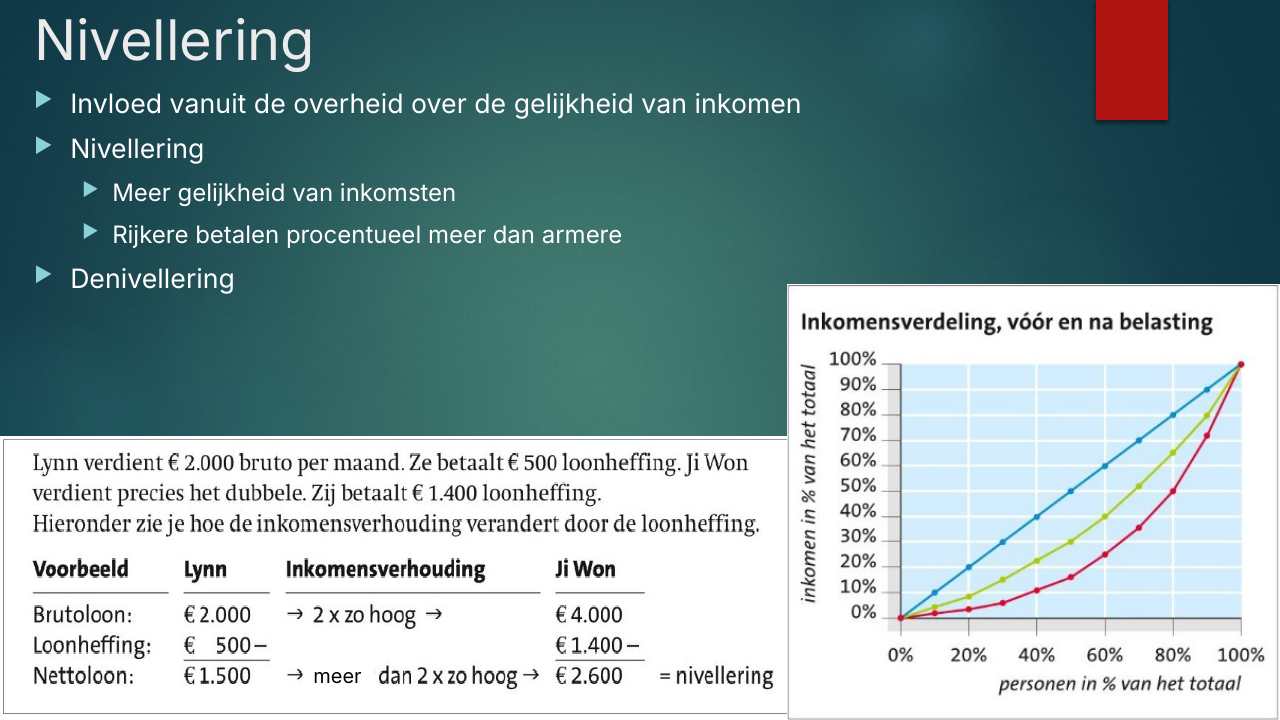 Nivellering
Invloed vanuit de overheid over de gelijkheid van inkomen
Nivellering
Meer gelijkheid van inkomsten
Rijkere betalen procentueel meer dan armere
Denivellering
Lynn verdient € 2.000 bruto per maand. Ze betaalt € 500 loonheffing. Ji Won
verdient precies het dubbele. Zij betaalt € 1.400 loonheffing.
Hieronder zie je hoe de inkomensverhouding verandert door de loonheffing.
Voorbeeld Lynn Inkomensverhouding Ji Won
Brutoloon: € 2.000 → 2 x zo hoog → € 4.000
Loonheffing: € 500 – € 1.400 –
Nettoloon: € 1.500 → meer dan 2 x zo hoog → € 2.600 = nivellering
Inkomensverdeling, vóór en na belasting
inkomen in % van het totaal
100%
90%
80%
70%
60%
50%
40%
30%
20%
10%
0%
0% 20% 40% 60% 80% 100%
personen in % van het totaal